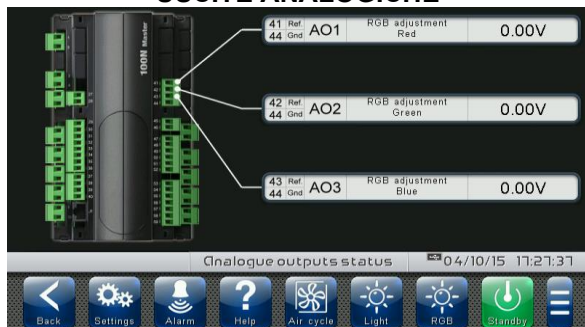 USCITE ANALOGICHE
41 Ref. AO1 RGB adjustment Red 0.00V
44 Gnd
100N Master
42 Ref. AO2 RGB adjustment Green 0.00V
44 Gnd
43 Ref. AO3 RGB adjustment Blue 0.00V
44 Gnd
Analogue outputs status 04/10/15 17:27:37
Back Settings Alarm Help Air cycle Light RGB Standby